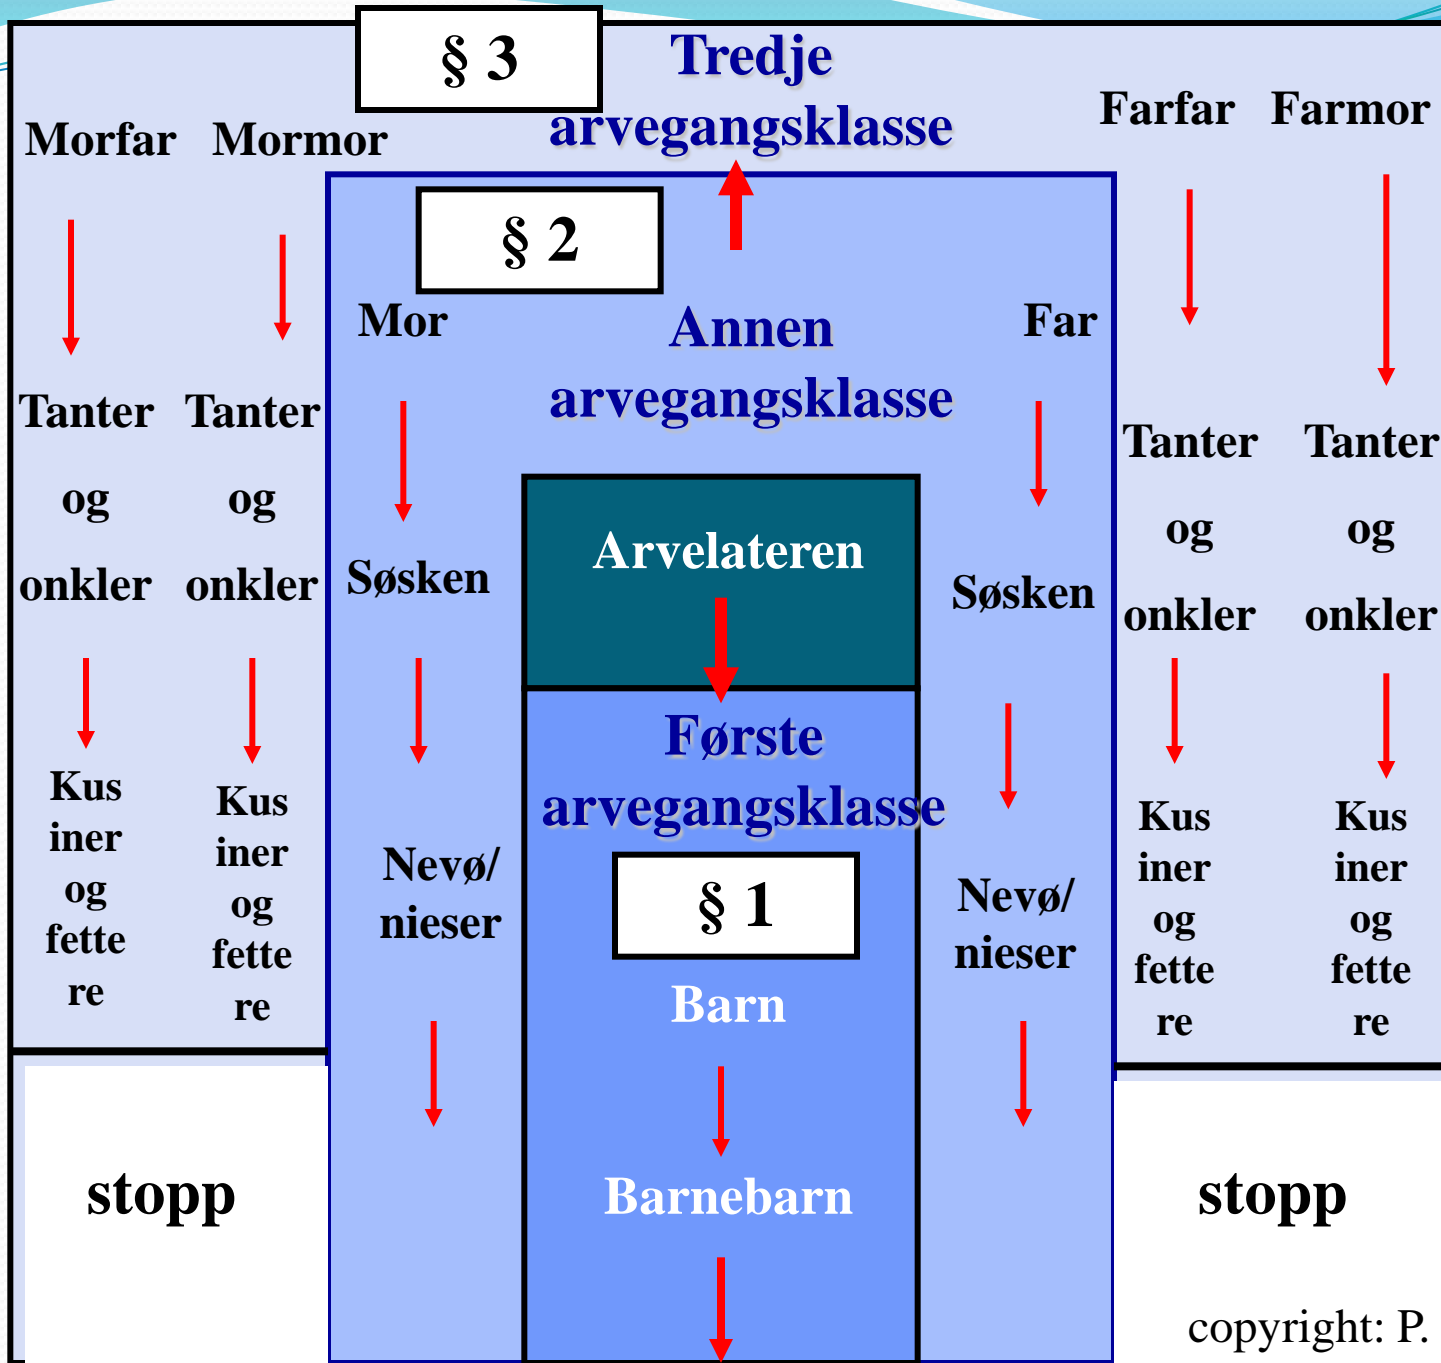 § 3
Tredje
arvegangsklasse
Morfar
Mormor
Farfar
Farmor
§ 2
Mor
Annen
arvegangsklasse
Far
Tanter
og
onkler
Tanter
og
onkler
Søsken
Arvelateren
Søsken
Tanter
og
onkler
Tanter
og
onkler
Kus
iner
og
fette
re
Kus
iner
og
fette
re
Nevø/
nieser
Første
arvegangsklasse
§ 1
Barn
Barnebarn
Nevø/
nieser
Kus
iner
og
fette
re
Kus
iner
og
fette
re
stopp
stopp
copyright: P.